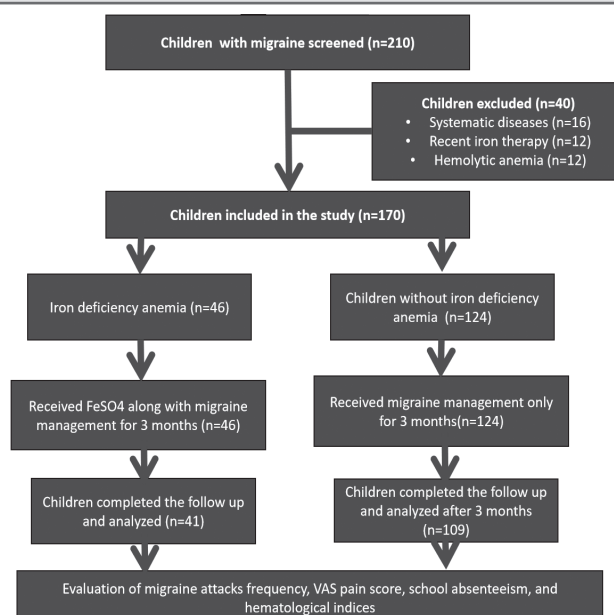 Children with migraine screened (n=210)
Children excluded (n=40)
• Systematic diseases (n=16)
• Recent iron therapy (n=12)
• Hemolytic anemia (n=12)
Children included in the study (n=170)
Iron deficiency anemia (n=46)
Children without iron deficiency
anemia (n=124)
Received FeSO4 along with migraine
management for 3 months (n=46)
Received migraine management only
for 3 months(n=124)
Children completed the follow up
and analyzed (n=41)
Children completed the follow up
and analyzed after 3 months
(n=109)
Evaluation of migraine attacks frequency, VAS pain score, school absenteeism, and
hematological indices